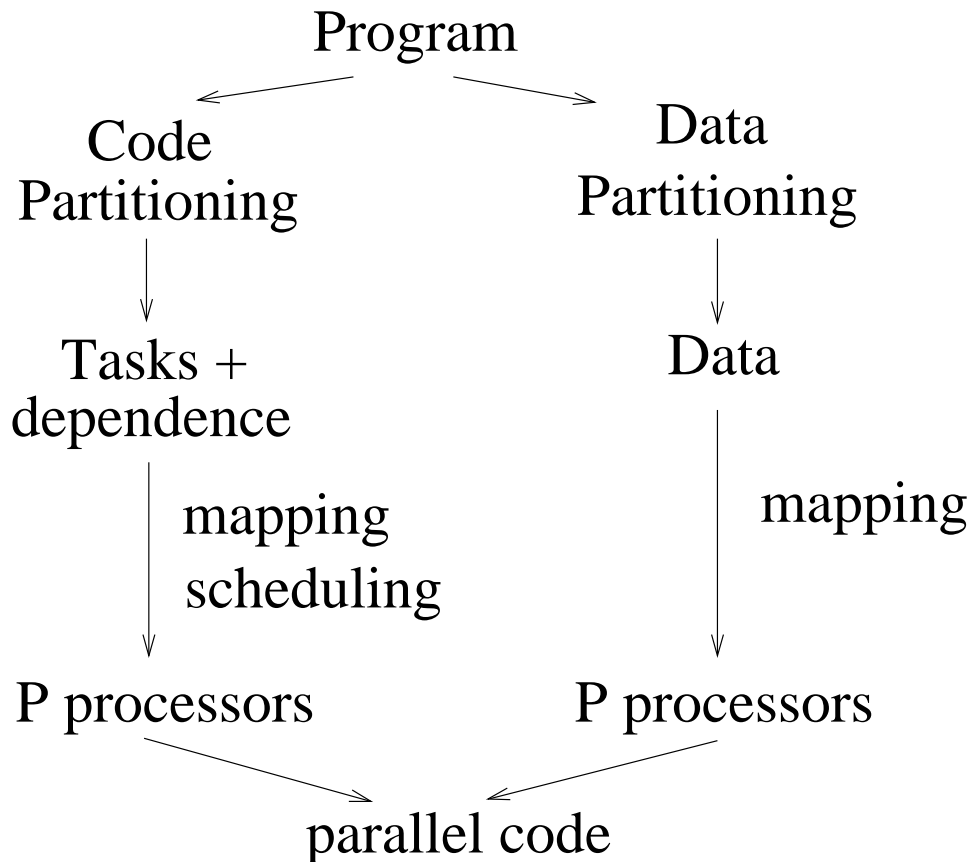 Program
Code
Partitioning
Data
Partitioning
Tasks +
dependence
Data
mapping
scheduling
mapping
P processors
P processors
parallel code